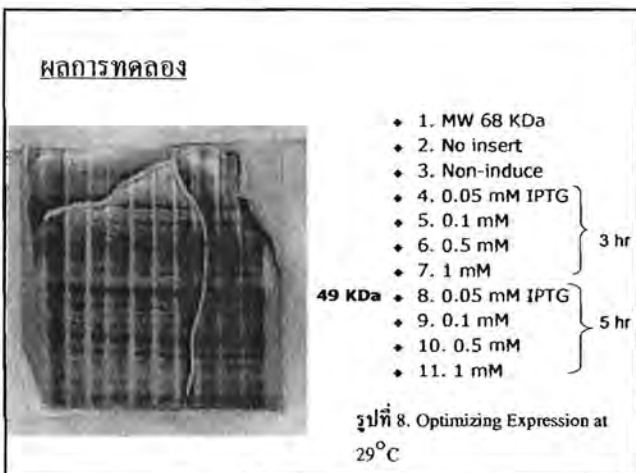 ผลการทดลอง
1. MW 68 KDa
2. No insert
3. Non-induce
4. 0.05 mM IPTG
5. 0.1 mM
6. 0.5 mM
7. 1 mM
3 hr
49 KDa
8. 0.05 mM IPTG
9. 0.1 mM
10. 0.5 mM
11. 1 mM
5 hr
รูปที่ 8. Optimizing Expression at
29°C